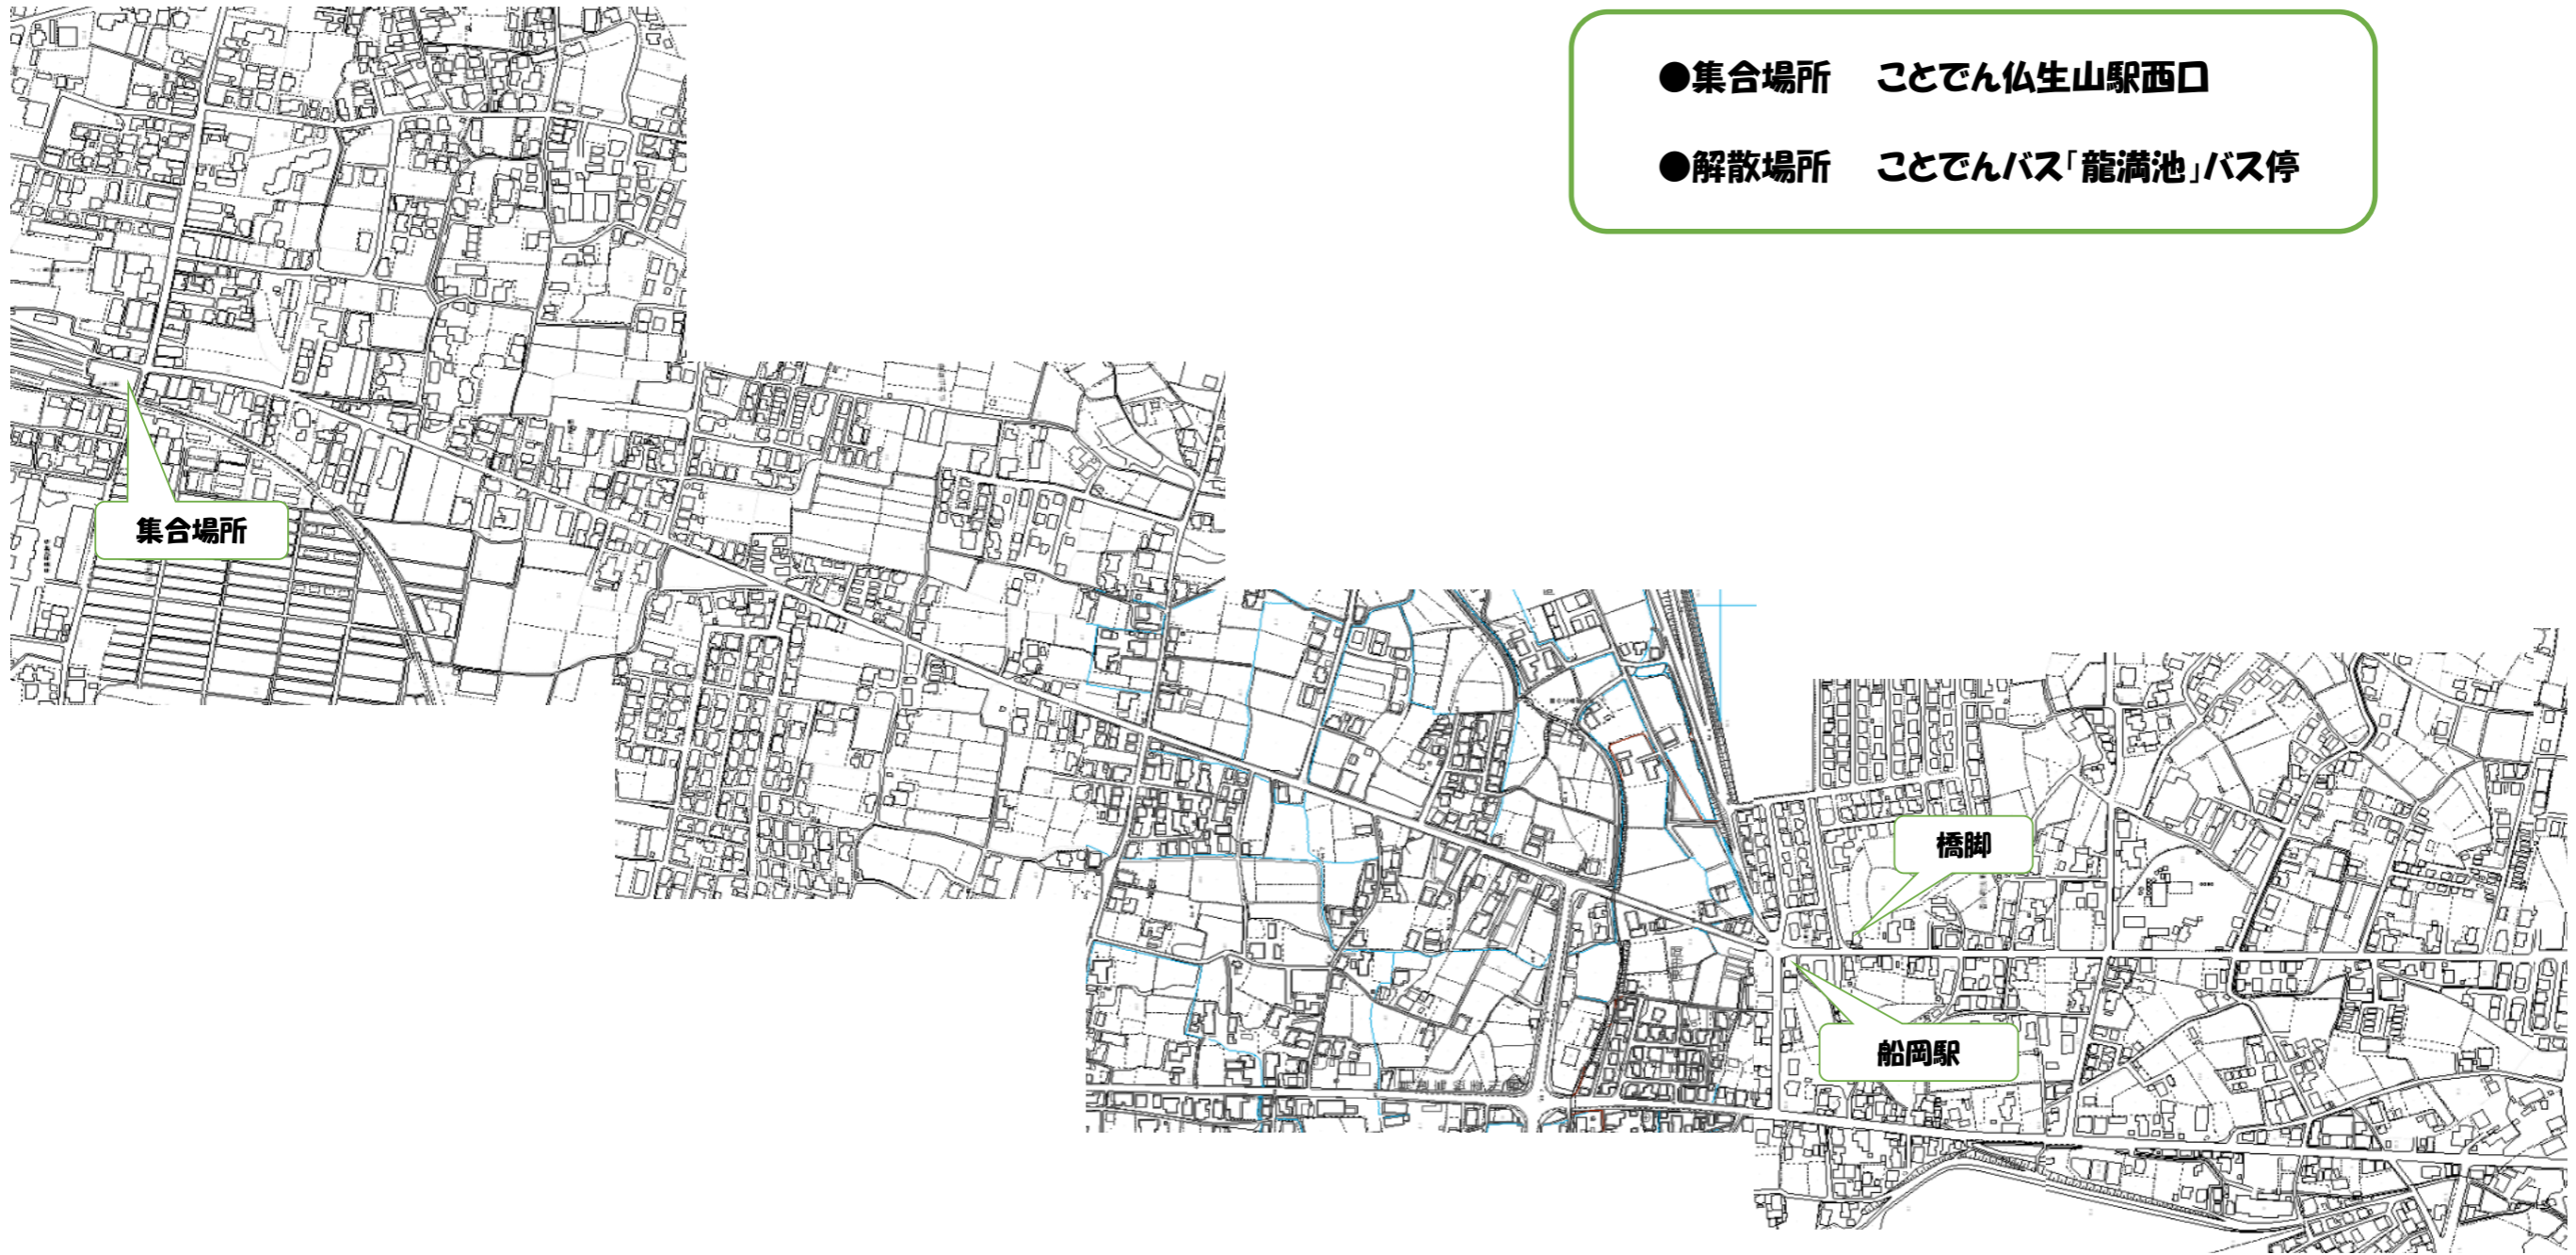 ●集合場所　ことでん仏生山駅西口
●解散場所　ことでんバス「龍満池」バス停
集合場所
橋脚
船岡駅